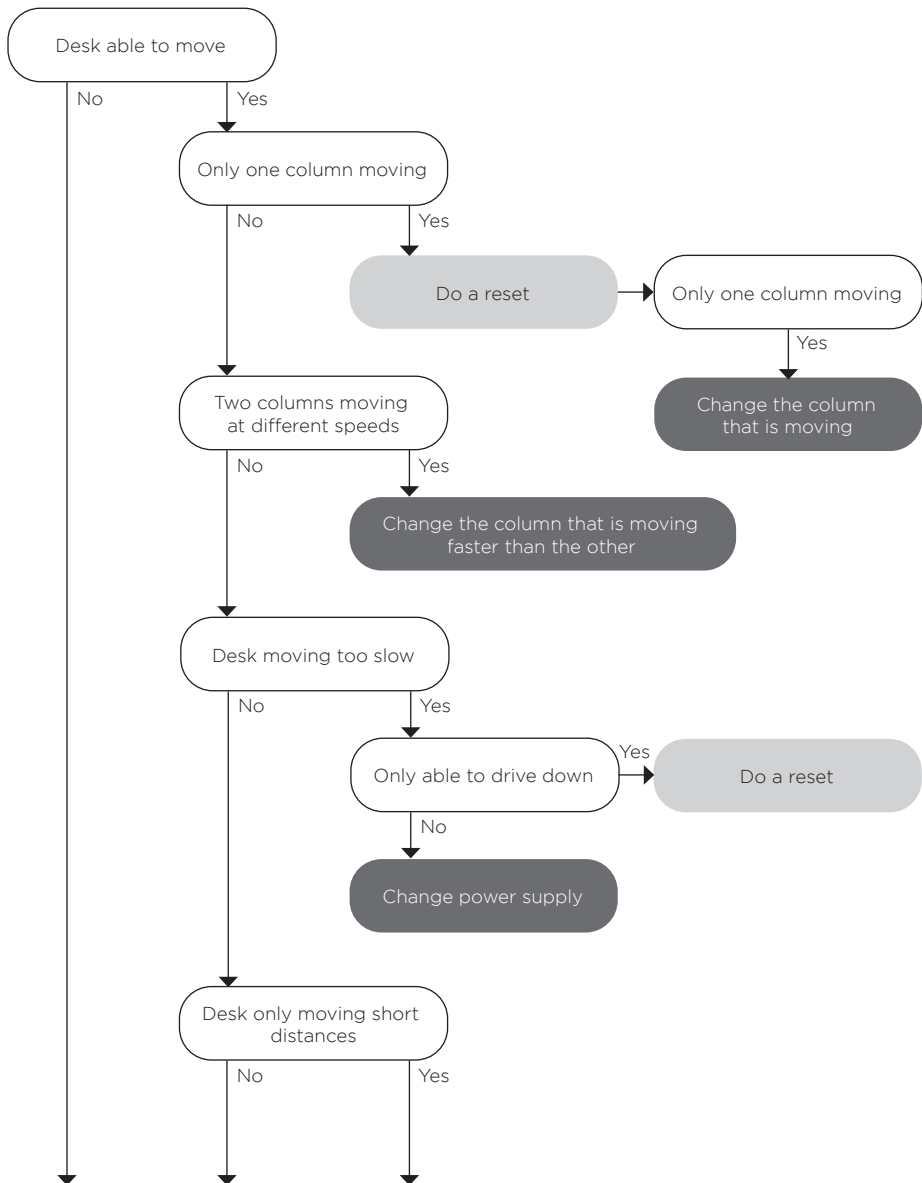 Desk able to move
No
Yes
Only one column moving
No
Yes
Do a reset
Only one column moving
Yes
Change the column
that is moving
Two columns moving
at different speeds
No
Yes
Change the column that is moving
faster than the other
Desk moving too slow
No
Yes
Only able to drive down
Yes
Do a reset
No
Change power supply
Desk only moving short
distances
No
Yes